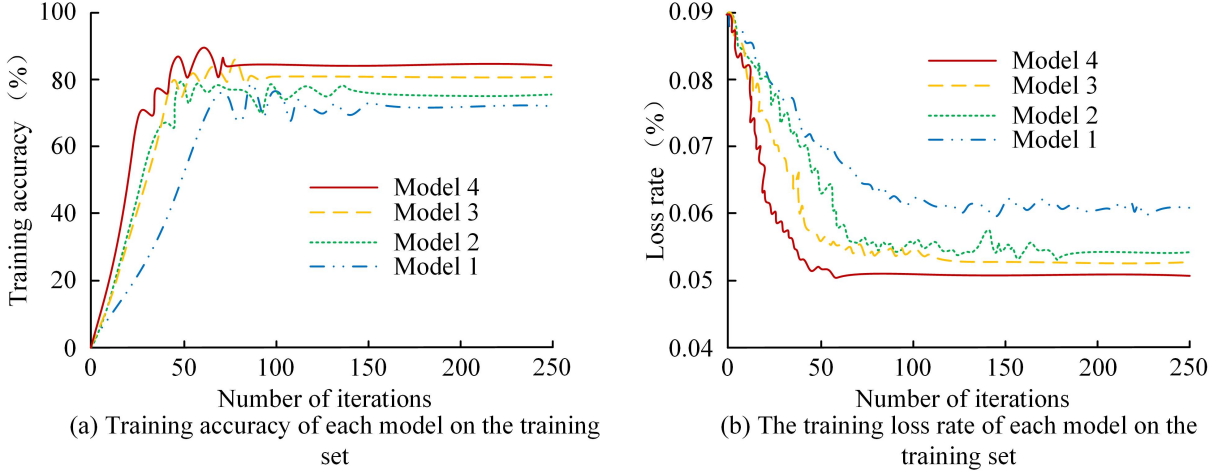 100
80
60
40
20
0
Training accuracy (%)
Model 4
Model 3
Model 2
Model 1
0 50 100 150 200 250
Number of iterations
(a) Training accuracy of each model on the training
set
0.09
0.08
0.07
0.06
0.05
0.04
Loss rate (%)
Model 4
Model 3
Model 2
Model 1
0 50 100 150 200 250
Number of iterations
(b) The training loss rate of each model on the
training set